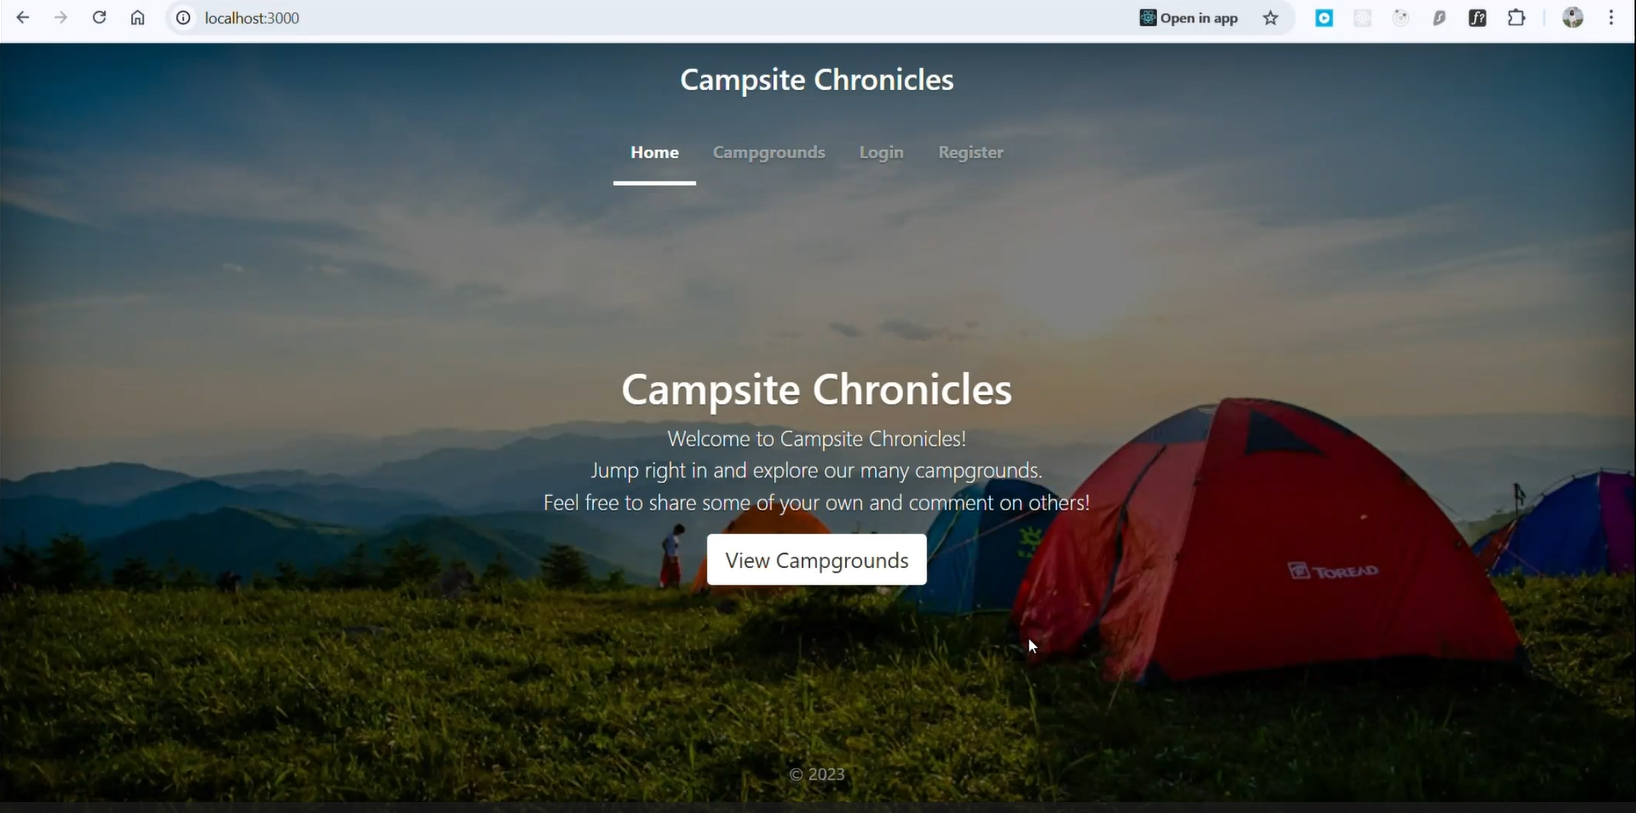 localhost:3000
Open in app
Campsite Chronicles
Home Campgrounds Login Register
Campsite Chronicles
Welcome to Campsite Chronicles!
Jump right in and explore our many campgrounds.
Feel free to share some of your own and comment on others!
View Campgrounds
TOREAD
© 2023